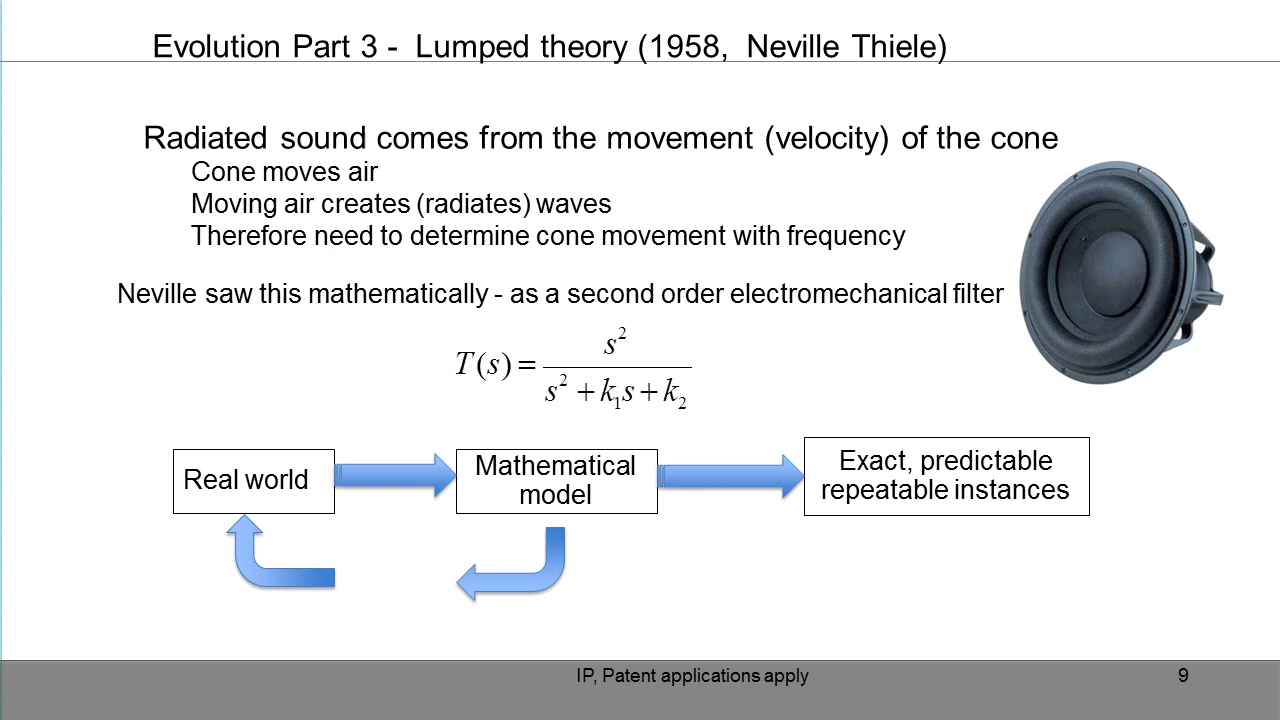 Evolution Part 3 -  Lumped theory (1958,  Neville Thiele)
Radiated sound comes from the movement (velocity) of the cone
Cone moves air
Moving air creates (radiates) waves
Therefore need to determine cone movement with frequency
Neville saw this mathematically - as a second order electromechanical filter
T(s) = s² / (s² + k₁s + k₂)
Real world
Mathematical
model
Exact, predictable
repeatable instances
IP, Patent applications apply
9